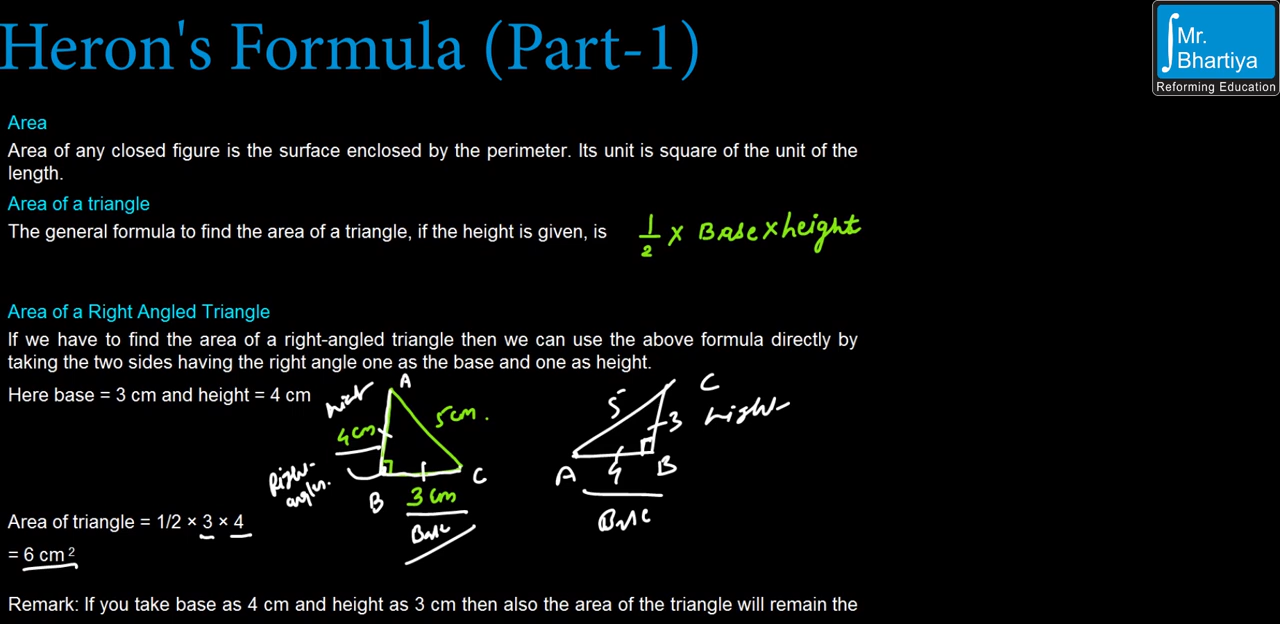 Heron's Formula (Part-1)
Mr.
Bhartiya
Reforming Education
Area
Area of any closed figure is the surface enclosed by the perimeter. Its unit is square of the unit of the
length.
Area of a triangle
The general formula to find the area of a triangle, if the height is given, is 1/2 × Base × height
Area of a Right Angled Triangle
If we have to find the area of a right-angled triangle then we can use the above formula directly by
taking the two sides having the right angle one as the base and one as height.
Here base = 3 cm and height = 4 cm
A
4 cm
5 cm.
B
3 cm
C
Base
5
C
3
A
4
B
Base
Area of triangle = 1/2 × 3 × 4
= 6 cm²
Remark: If you take base as 4 cm and height as 3 cm then also the area of the triangle will remain the